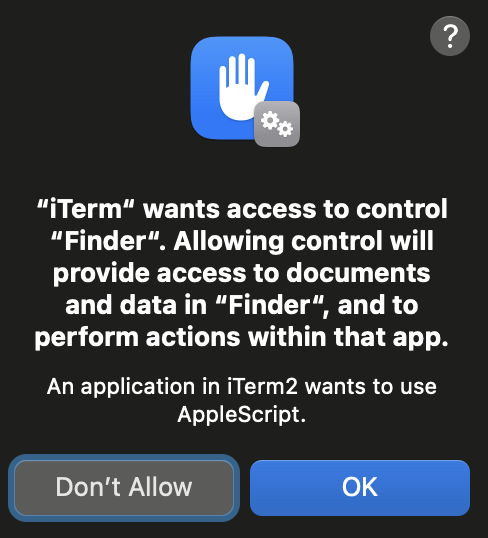 ?
“iTerm“ wants access to control
“Finder“. Allowing control will
provide access to documents
and data in “Finder“, and to
perform actions within that app.
An application in iTerm2 wants to use
AppleScript.
Don’t Allow
OK